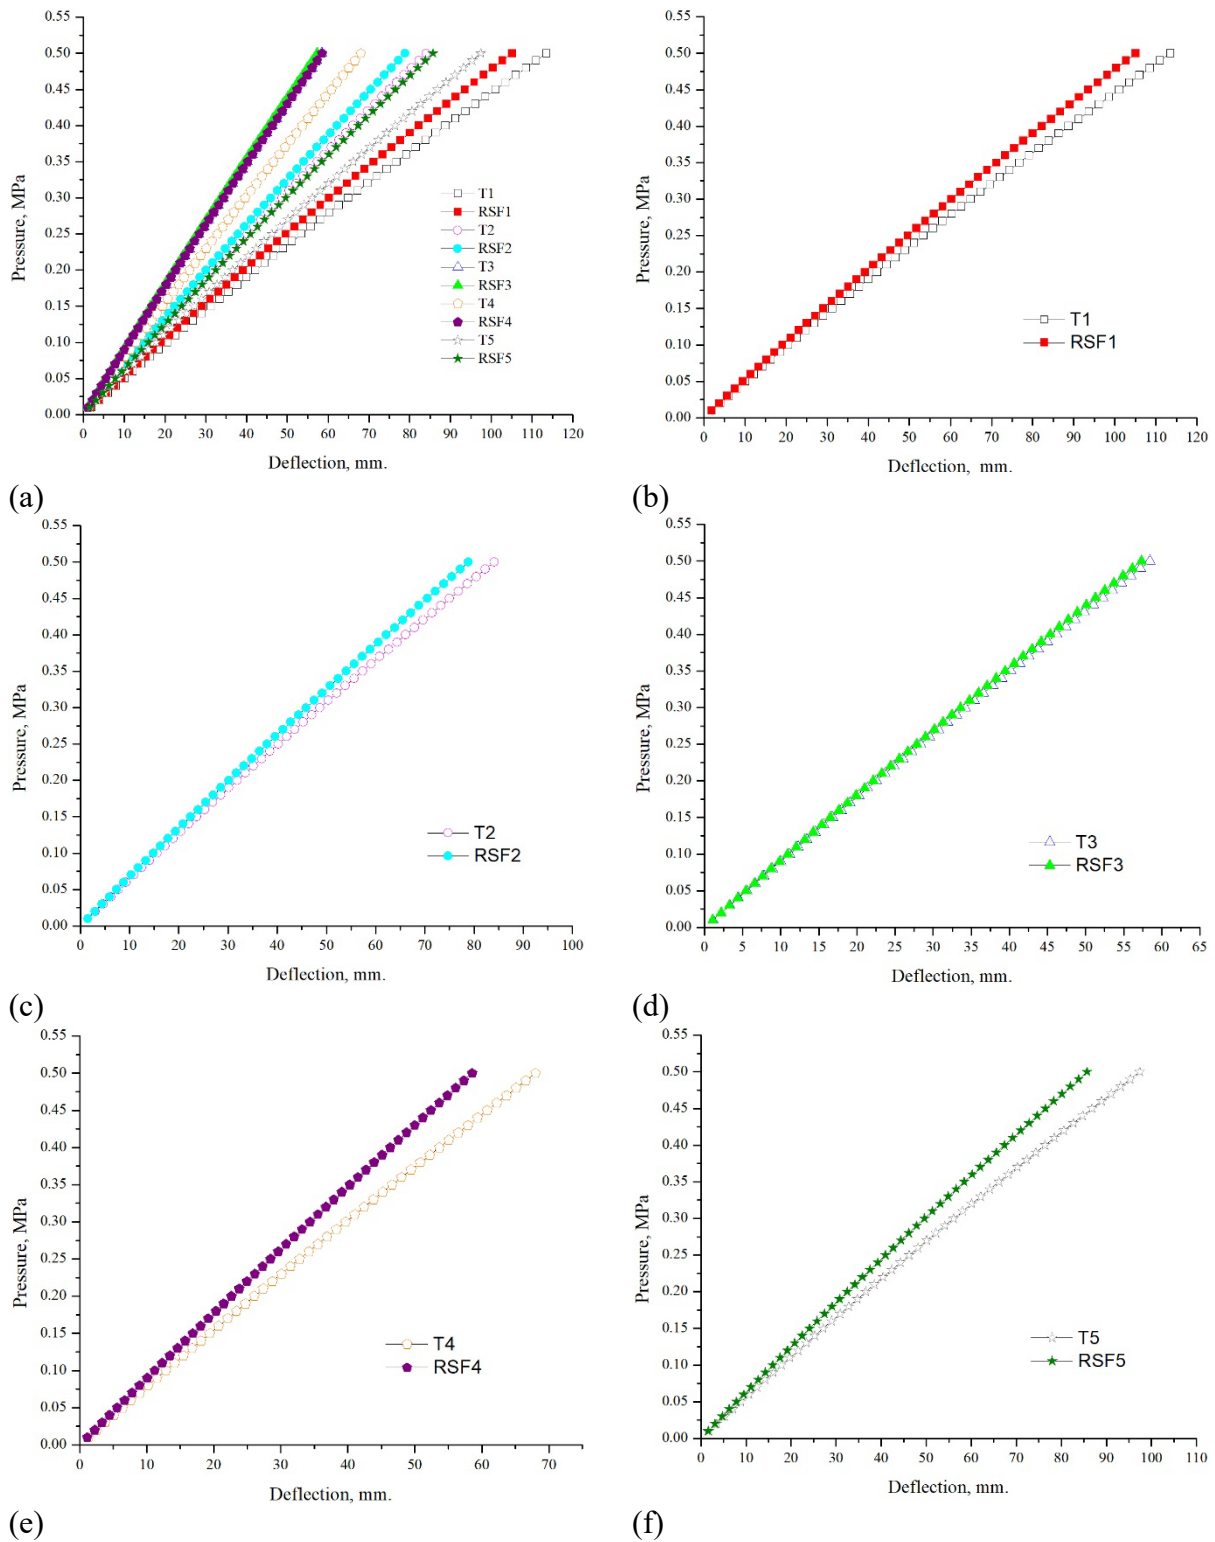 0.55
0.50
0.45
0.40
0.35
0.30
0.25
0.20
0.15
0.10
0.05
0.00
Pressure, MPa
T1
RSF1
T2
RSF2
T3
RSF3
T4
RSF4
T5
RSF5
0 10 20 30 40 50 60 70 80 90 100 110 120
Deflection, mm.
(a)
0.55
0.50
0.45
0.40
0.35
0.30
0.25
0.20
0.15
0.10
0.05
0.00
Pressure, MPa
T1
RSF1
0 10 20 30 40 50 60 70 80 90 100 110 120
Deflection, mm.
(b)
0.55
0.50
0.45
0.40
0.35
0.30
0.25
0.20
0.15
0.10
0.05
0.00
Pressure, MPa
T2
RSF2
0 10 20 30 40 50 60 70 80 90 100
Deflection, mm.
(c)
0.55
0.50
0.45
0.40
0.35
0.30
0.25
0.20
0.15
0.10
0.05
0.00
Pressure, MPa
T3
RSF3
0 5 10 15 20 25 30 35 40 45 50 55 60 65
Deflection, mm.
(d)
0.55
0.50
0.45
0.40
0.35
0.30
0.25
0.20
0.15
0.10
0.05
0.00
Pressure, MPa
T4
RSF4
0 10 20 30 40 50 60 70
Deflection, mm.
(e)
0.55
0.50
0.45
0.40
0.35
0.30
0.25
0.20
0.15
0.10
0.05
0.00
Pressure, MPa
T5
RSF5
0 10 20 30 40 50 60 70 80 90 100 110
Deflection, mm.
(f)